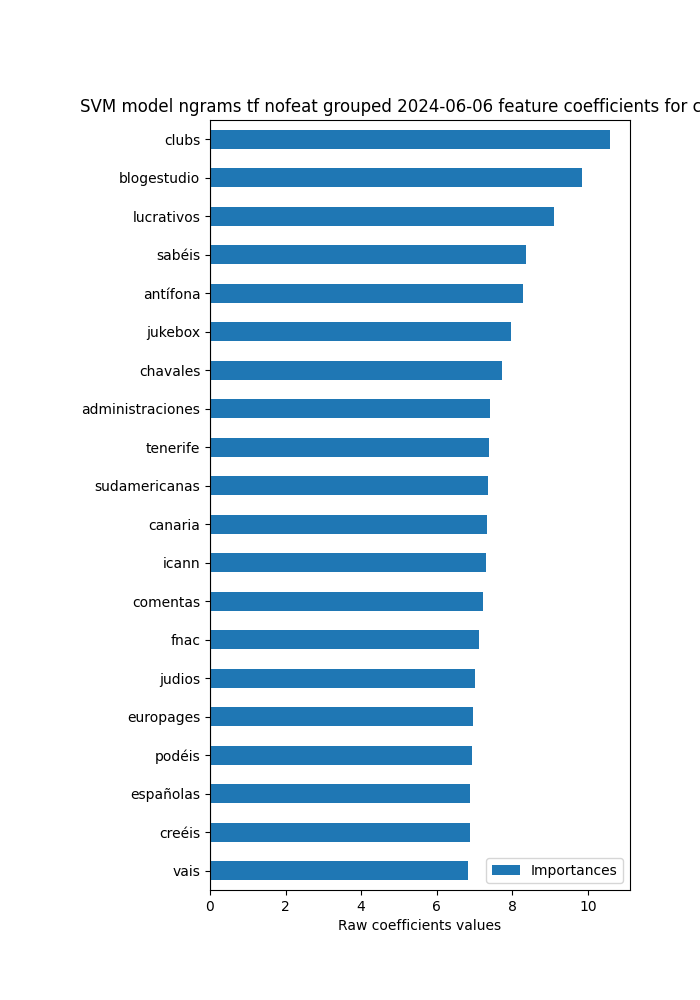 SVM model ngrams tf nofeat grouped 2024-06-06 feature coefficients for c
clubs
blogestudio
lucrativos
sabéis
antífona
jukebox
chavales
administraciones
tenerife
sudamericanas
canaria
icann
comentas
fnac
judios
europages
podéis
españolas
creéis
vais
Importances
0 2 4 6 8 10
Raw coefficients values